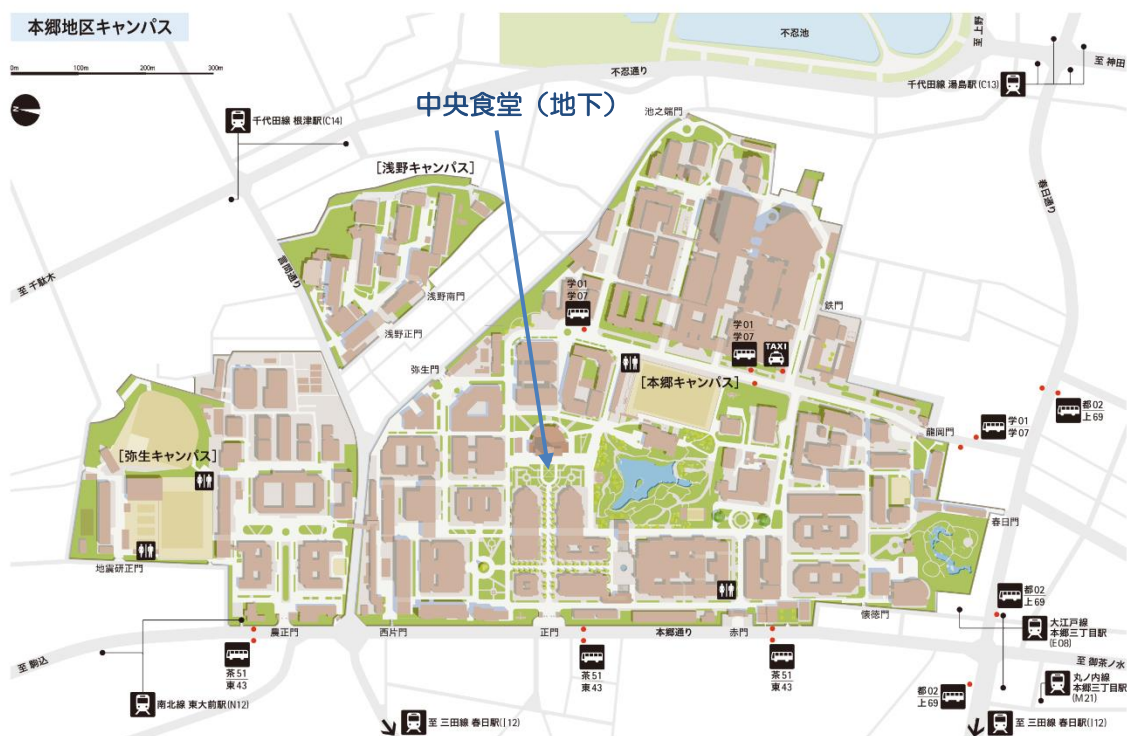 本郷地区キャンパス
0m 100m 200m 300m
N
不忍池
至 上野
至 神田
不忍通り
千代田線 湯島駅(C13)
中央食堂（地下）
池之端門
千代田線 根津駅(C14)
[浅野キャンパス]
春日通り
至 千駄木
言問通り
浅野南門
浅野正門
学01
学07
鉄門
学01
学07
TAXI
弥生門
[本郷キャンパス]
都02
上69
学01
学07
龍岡門
[弥生キャンパス]
春日門
地震研正門
懐徳門
都02
上69
農正門
西片門
正門
本郷通り
赤門
大江戸線
本郷三丁目駅
(E08)
至 駒込
茶51
東43
茶51
東43
茶51
東43
至 御茶ノ水
丸ノ内線
本郷三丁目駅
(M21)
都02
上69
南北線 東大前駅(N12)
至 三田線 春日駅(I12)
至 三田線 春日駅(I12)